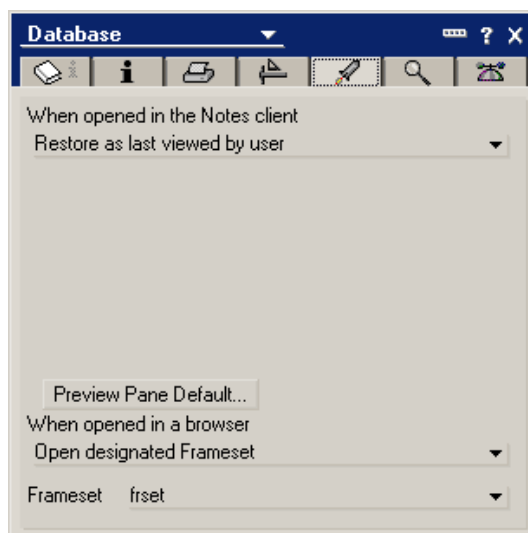 Database ? X
i i
When opened in the Notes client
Restore as last viewed by user
Preview Pane Default...
When opened in a browser
Open designated Frameset
Frameset frset